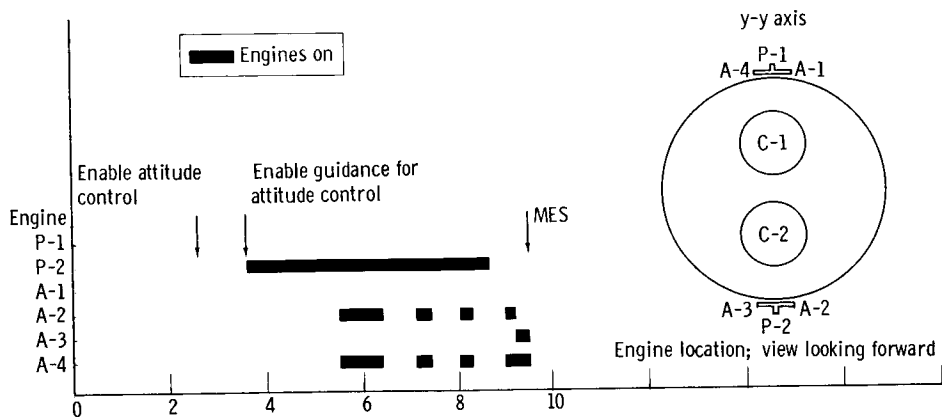 Engines on
Enable attitude
control
Enable guidance for
attitude control
MES
Engine
P-1
P-2
A-1
A-2
A-3
A-4
0 2 4 6 8 10
y-y axis
P-1
A-4 A-1
C-1
C-2
A-3 A-2
P-2
Engine location; view looking forward